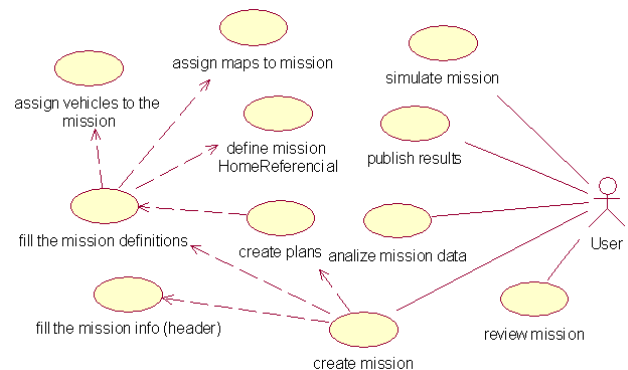 assign maps to mission
simulate mission
assign vehicles to the
mission
define mission
HomeReferencial
publish results
fill the mission definitions
create plans
analize mission data
User
fill the mission info (header)
review mission
create mission